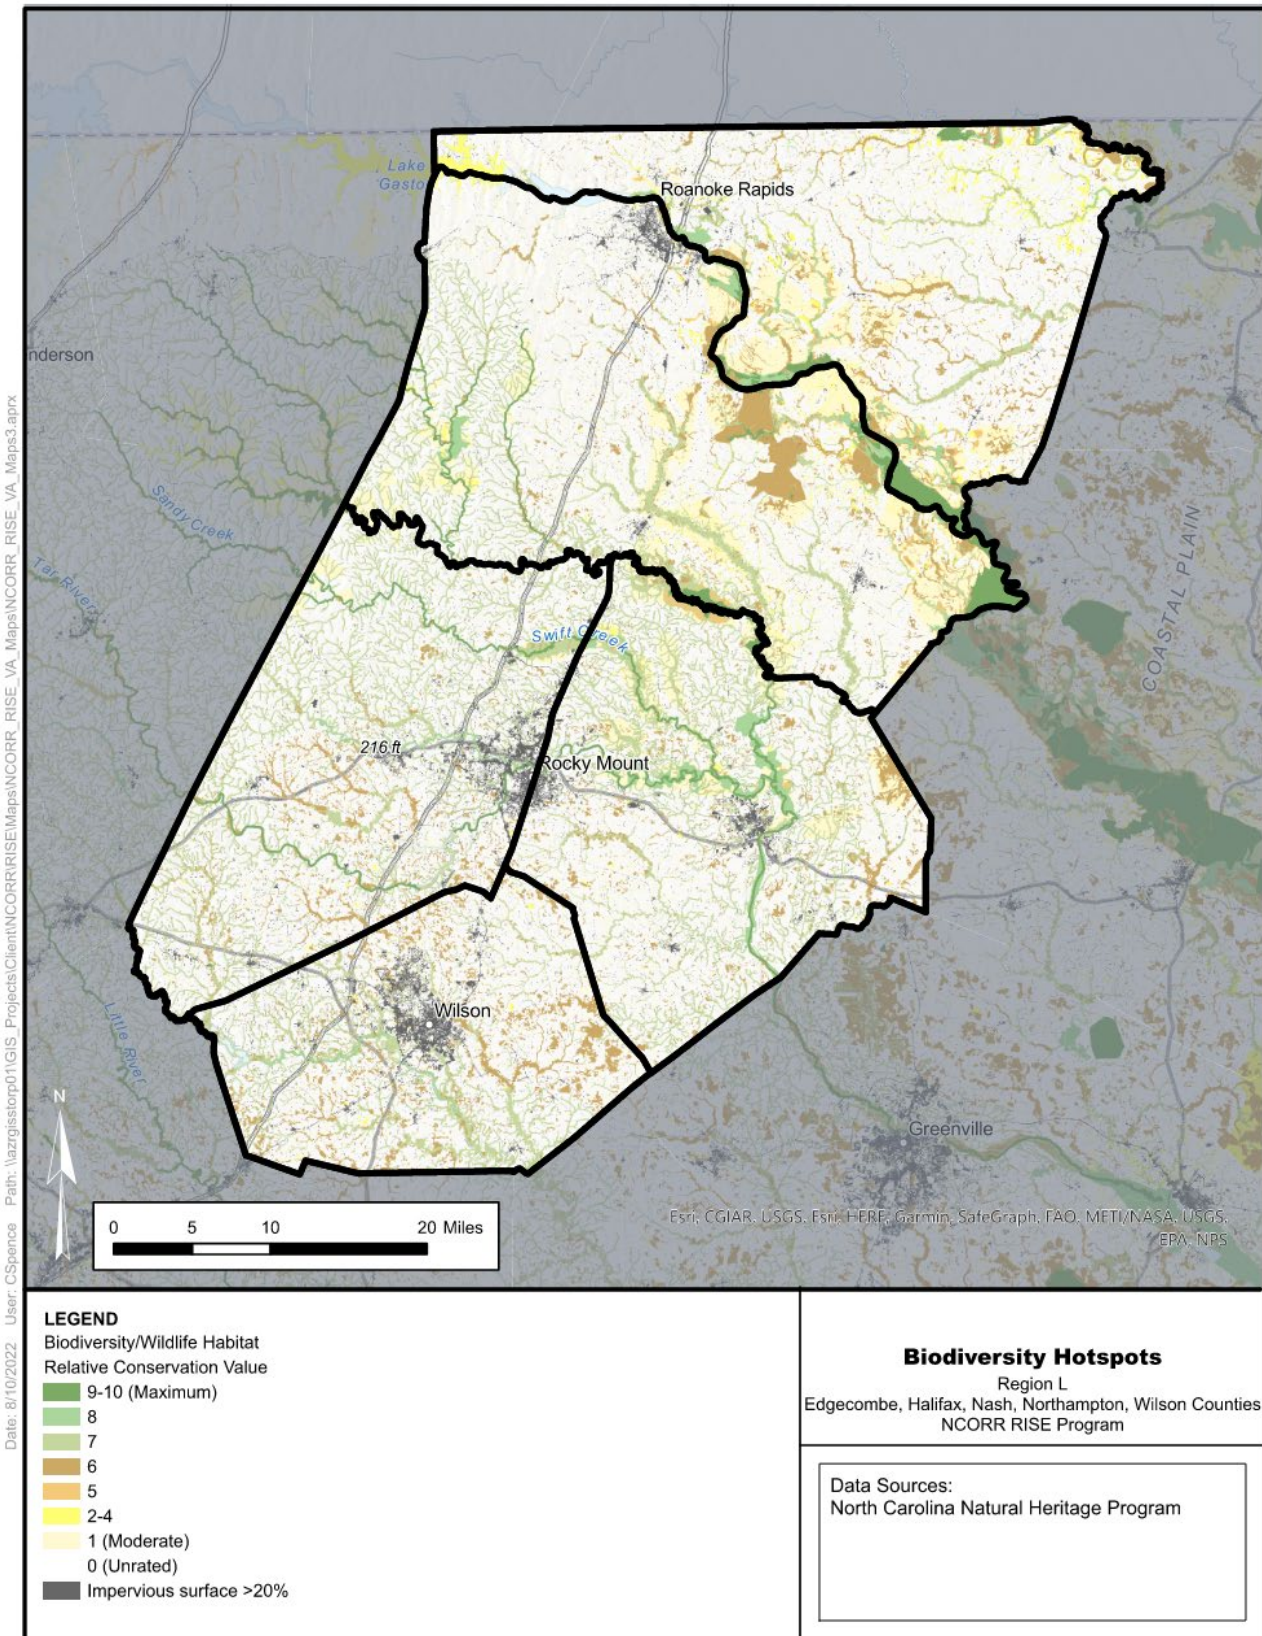 Lake
Gasto
Roanoke Rapids
nderson
Sandy Creek
Tar River
Swift Creek
COASTAL PLAIN
216 ft
Rocky Mount
Wilson
Little River
N
Greenville
0 5 10 20 Miles
Esri, CGIAR, USGS, Esri, HERE, Garmin, SafeGraph, FAO, METI/NASA, USGS,
EPA, NPS
Date: 8/10/2022 User: CSpence Path: \\azrgisstorp01\GIS_Projects\Client\NCORR\RISE\Maps\NCORR_RISE_VA_Maps\NCORR_RISE_VA_Maps3.aprx
LEGEND
Biodiversity/Wildlife Habitat
Relative Conservation Value
9-10 (Maximum)
8
7
6
5
2-4
1 (Moderate)
0 (Unrated)
Impervious surface >20%
Biodiversity Hotspots
Region L
Edgecombe, Halifax, Nash, Northampton, Wilson Counties
NCORR RISE Program
Data Sources:
North Carolina Natural Heritage Program